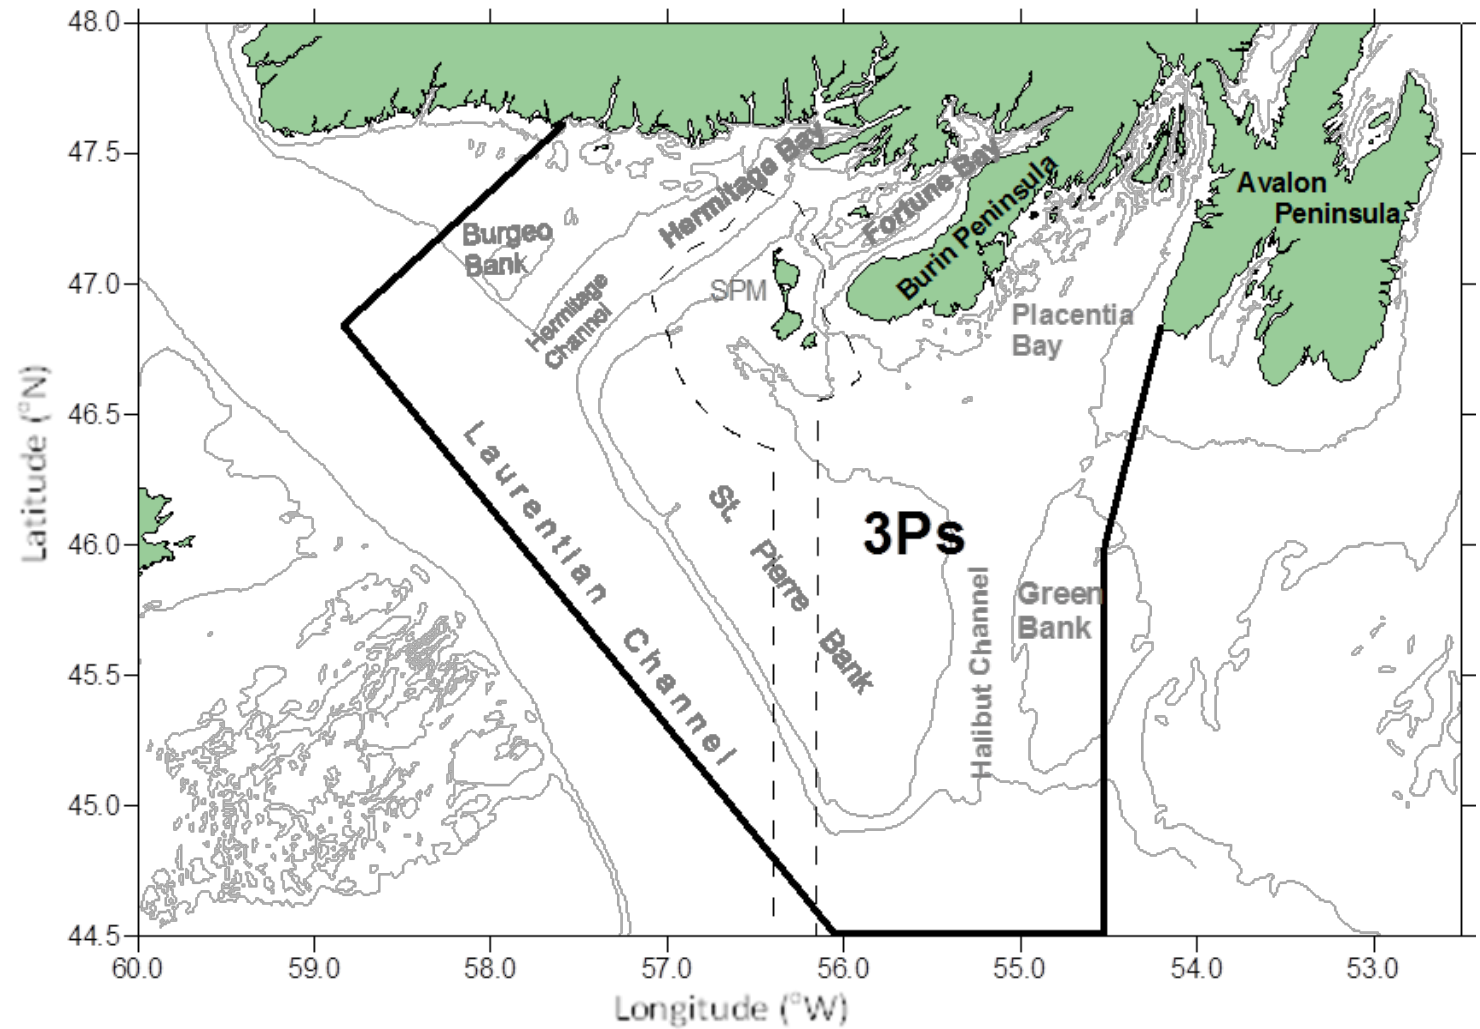 48.0
47.5
47.0
46.5
46.0
45.5
45.0
44.5
Latitude (°N)
60.0
59.0
58.0
57.0
56.0
55.0
54.0
53.0
Longitude (°W)
Hermitage Bay
Fortune Bay
Burin Peninsula
Avalon
Peninsula
Burgeo
Bank
Hermitage
Channel
SPM
Placentia
Bay
Laurentian Channel
St. Pierre Bank
3Ps
Halibut Channel
Green
Bank